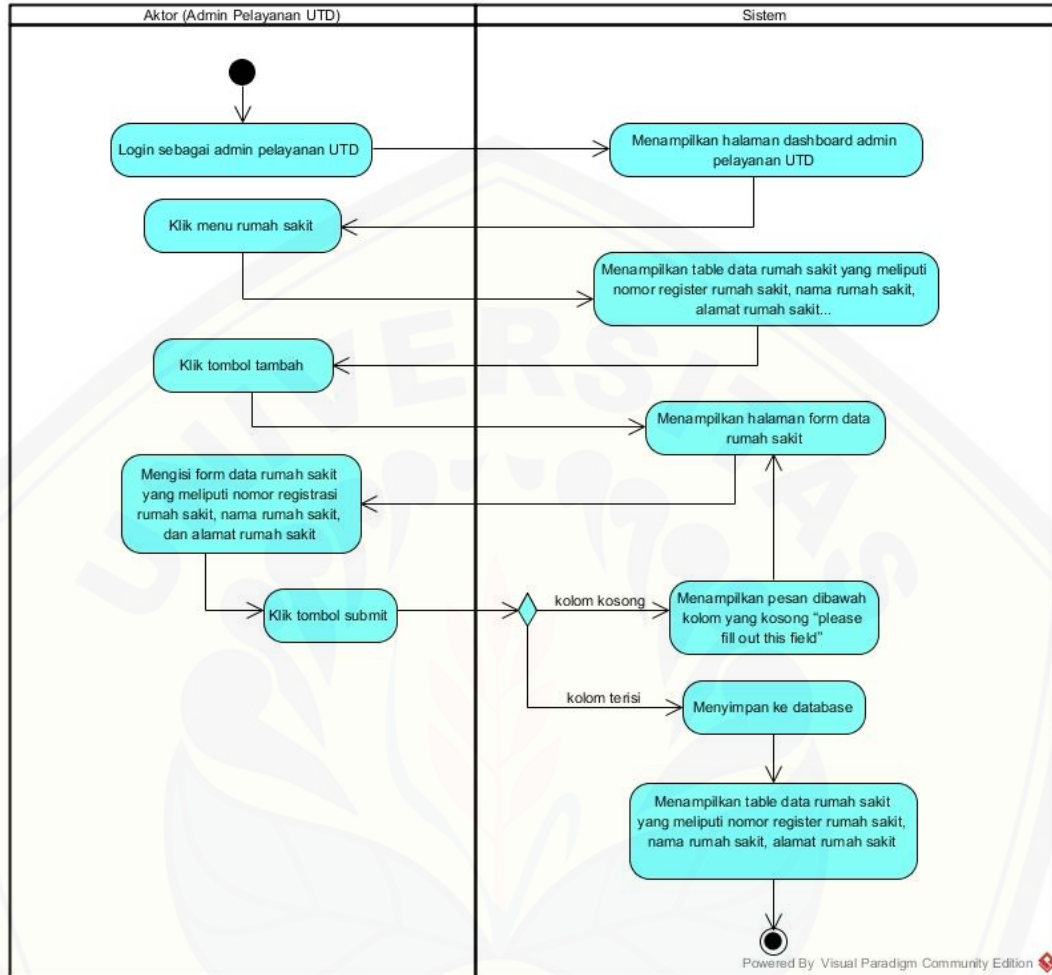 Aktor (Admin Pelayanan UTD)
Sistem
Login sebagai admin pelayanan UTD
Menampilkan halaman dashboard admin
pelayanan UTD
Klik menu rumah sakit
Menampilkan table data rumah sakit yang meliputi
nomor register rumah sakit, nama rumah sakit,
alamat rumah sakit...
Klik tombol tambah
Menampilkan halaman form data
rumah sakit
Mengisi form data rumah sakit
yang meliputi nomor registrasi
rumah sakit, nama rumah sakit,
dan alamat rumah sakit
Klik tombol submit
kolom kosong
Menampilkan pesan dibawah
kolom yang kosong “please
fill out this field”
kolom terisi
Menyimpan ke database
Menampilkan table data rumah sakit
yang meliputi nomor register rumah sakit,
nama rumah sakit, alamat rumah sakit
Powered By Visual Paradigm Community Edition
UNIVERSITAS